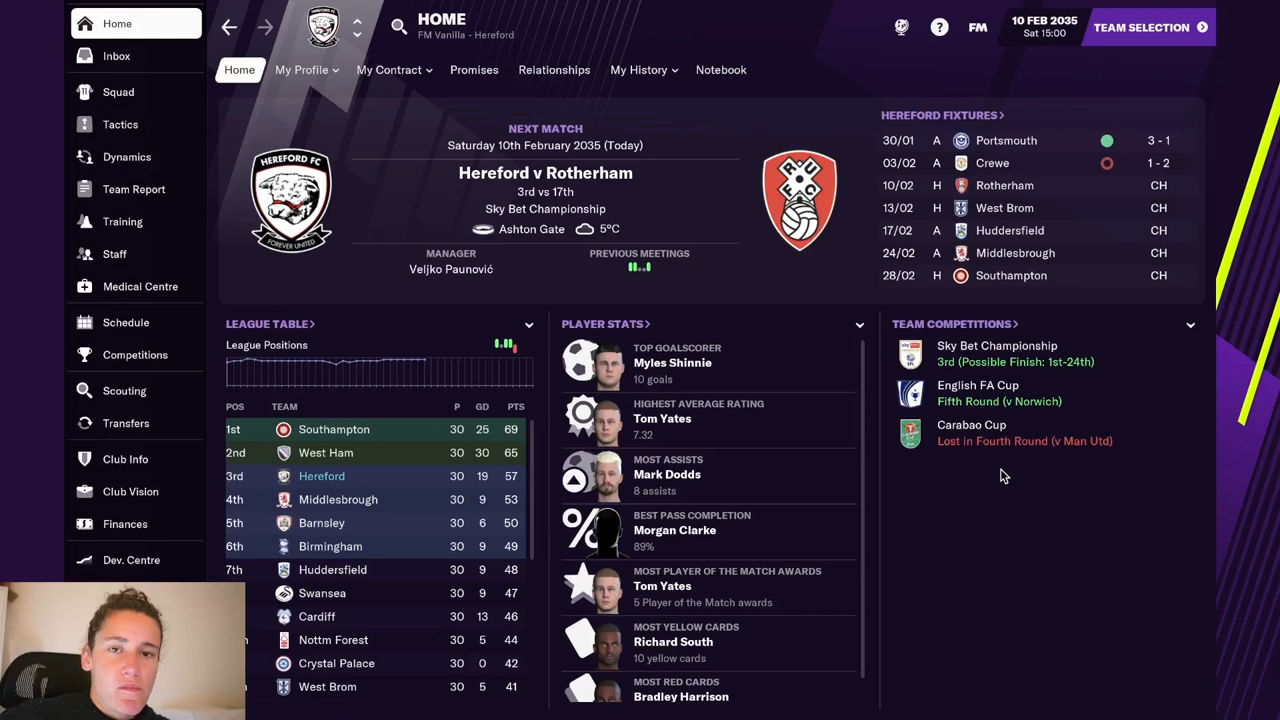 Home
Inbox
Squad
Tactics
Dynamics
Team Report
Training
Staff
Medical Centre
Schedule
Competitions
Scouting
Transfers
Club Info
Club Vision
Finances
Dev. Centre
HOME
FM Vanilla - Hereford
? FM
10 FEB 2035
Sat 15:00
TEAM SELECTION
Home My Profile My Contract Promises Relationships My History Notebook
HEREFORD FC
FOREVER UNITED
NEXT MATCH
Saturday 10th February 2035 (Today)
Hereford v Rotherham
3rd vs 17th
Sky Bet Championship
Ashton Gate 5°C
MANAGER
Veljko Paunović
PREVIOUS MEETINGS
HEREFORD FIXTURES
30/01 A Portsmouth 3 - 1
03/02 A Crewe 1 - 2
10/02 H Rotherham CH
13/02 H West Brom CH
17/02 A Huddersfield CH
24/02 A Middlesbrough CH
28/02 H Southampton CH
LEAGUE TABLE
League Positions
POS TEAM P GD PTS
1st Southampton 30 25 69
2nd West Ham 30 30 65
3rd Hereford 30 19 57
4th Middlesbrough 30 9 53
5th Barnsley 30 6 50
6th Birmingham 30 9 49
7th Huddersfield 30 9 48
Swansea 30 9 47
Cardiff 30 13 46
Nottm Forest 30 5 44
Crystal Palace 30 0 42
West Brom 30 5 41
PLAYER STATS
TOP GOALSCORER
Myles Shinnie
10 goals
HIGHEST AVERAGE RATING
Tom Yates
7.32
MOST ASSISTS
Mark Dodds
8 assists
BEST PASS COMPLETION
Morgan Clarke
89%
MOST PLAYER OF THE MATCH AWARDS
Tom Yates
5 Player of the Match awards
MOST YELLOW CARDS
Richard South
10 yellow cards
MOST RED CARDS
Bradley Harrison
TEAM COMPETITIONS
Sky Bet Championship
3rd (Possible Finish: 1st-24th)
English FA Cup
Fifth Round (v Norwich)
Carabao Cup
Lost in Fourth Round (v Man Utd)